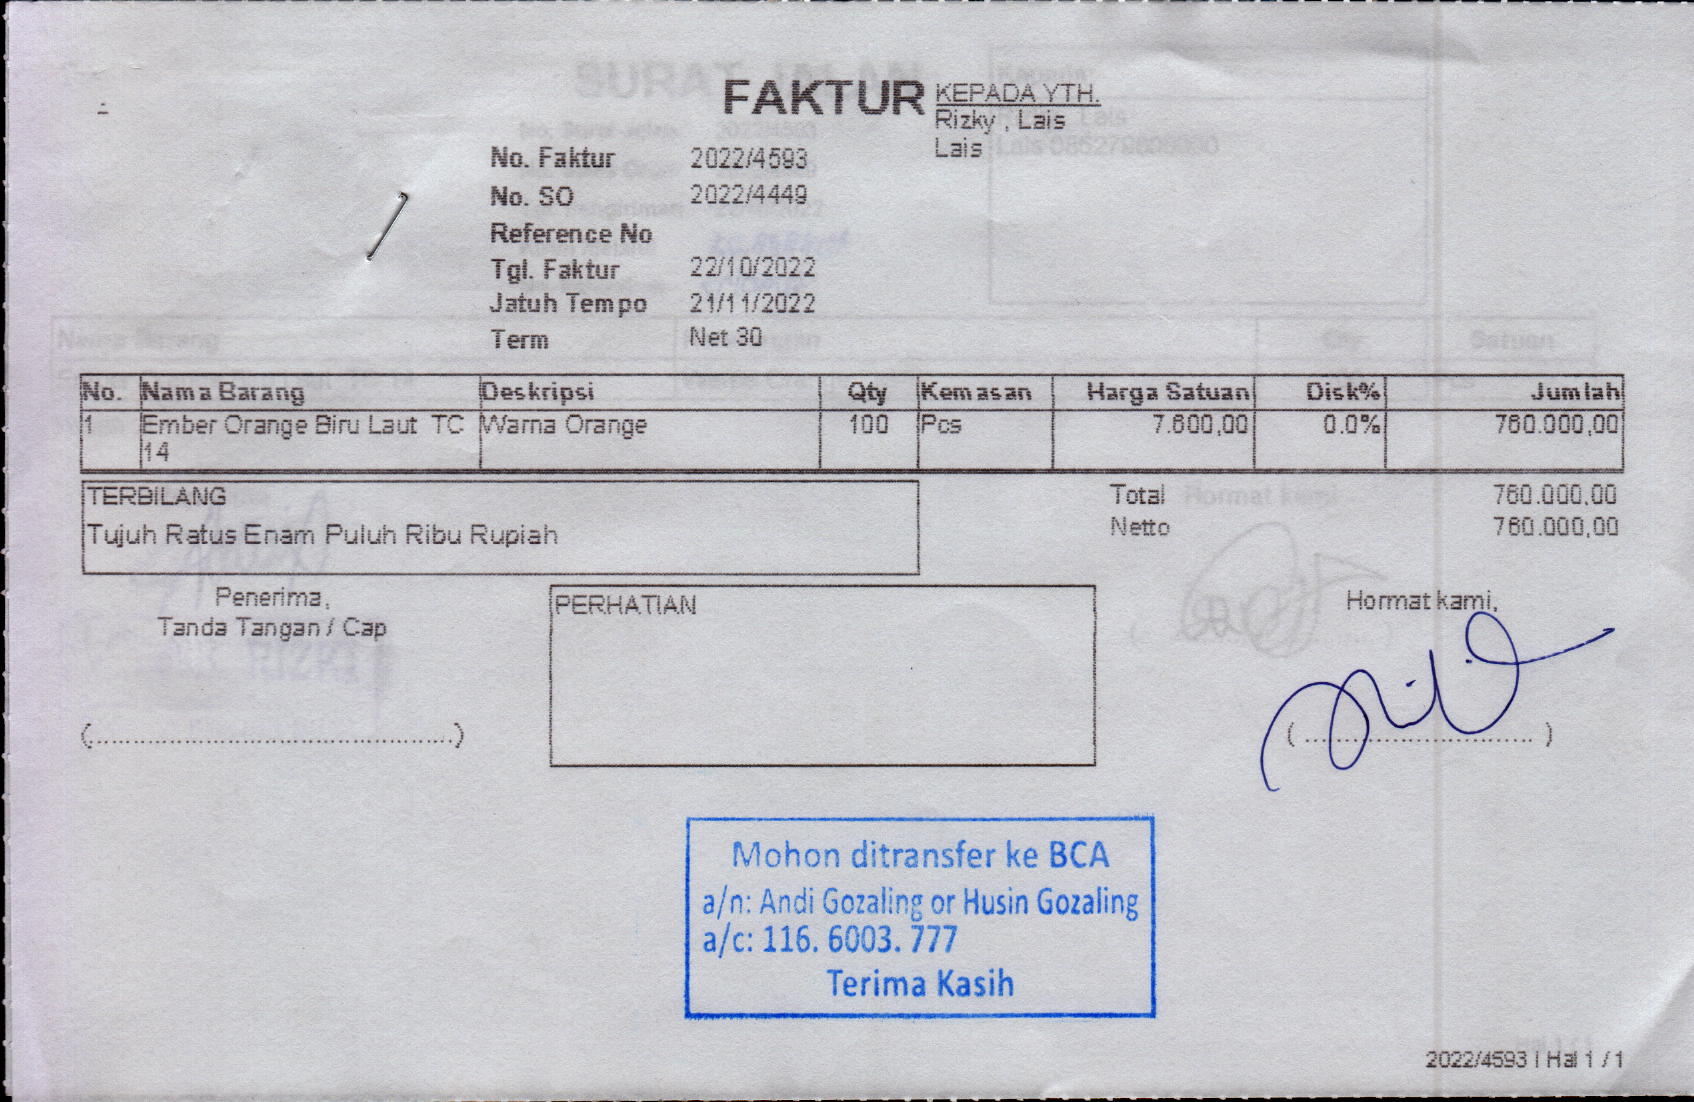 FAKTUR
KEPADA YTH.
Rizky , Lais
Lais
No. Faktur 2022/4593
No. SO 2022/4449
Reference No
Tgl. Faktur 22/10/2022
Jatuh Tempo 21/11/2022
Term Net 30
No. Nama Barang Deskripsi Qty Kemasan Harga Satuan Disk% Jumlah
1 Ember Orange Biru Laut TC Warna Orange 100 Pcs 7.600,00 0.0% 760.000,00
14
TERBILANG
Tujuh Ratus Enam Puluh Ribu Rupiah
Total 760.000,00
Netto 760.000,00
Penerima,
Tanda Tangan / Cap
PERHATIAN
Hormat kami,
(................................................)
( ................................ )
Mohon ditransfer ke BCA
a/n: Andi Gozaling or Husin Gozaling
a/c: 116. 6003. 777
Terima Kasih
2022/4593 | Hal 1 / 1